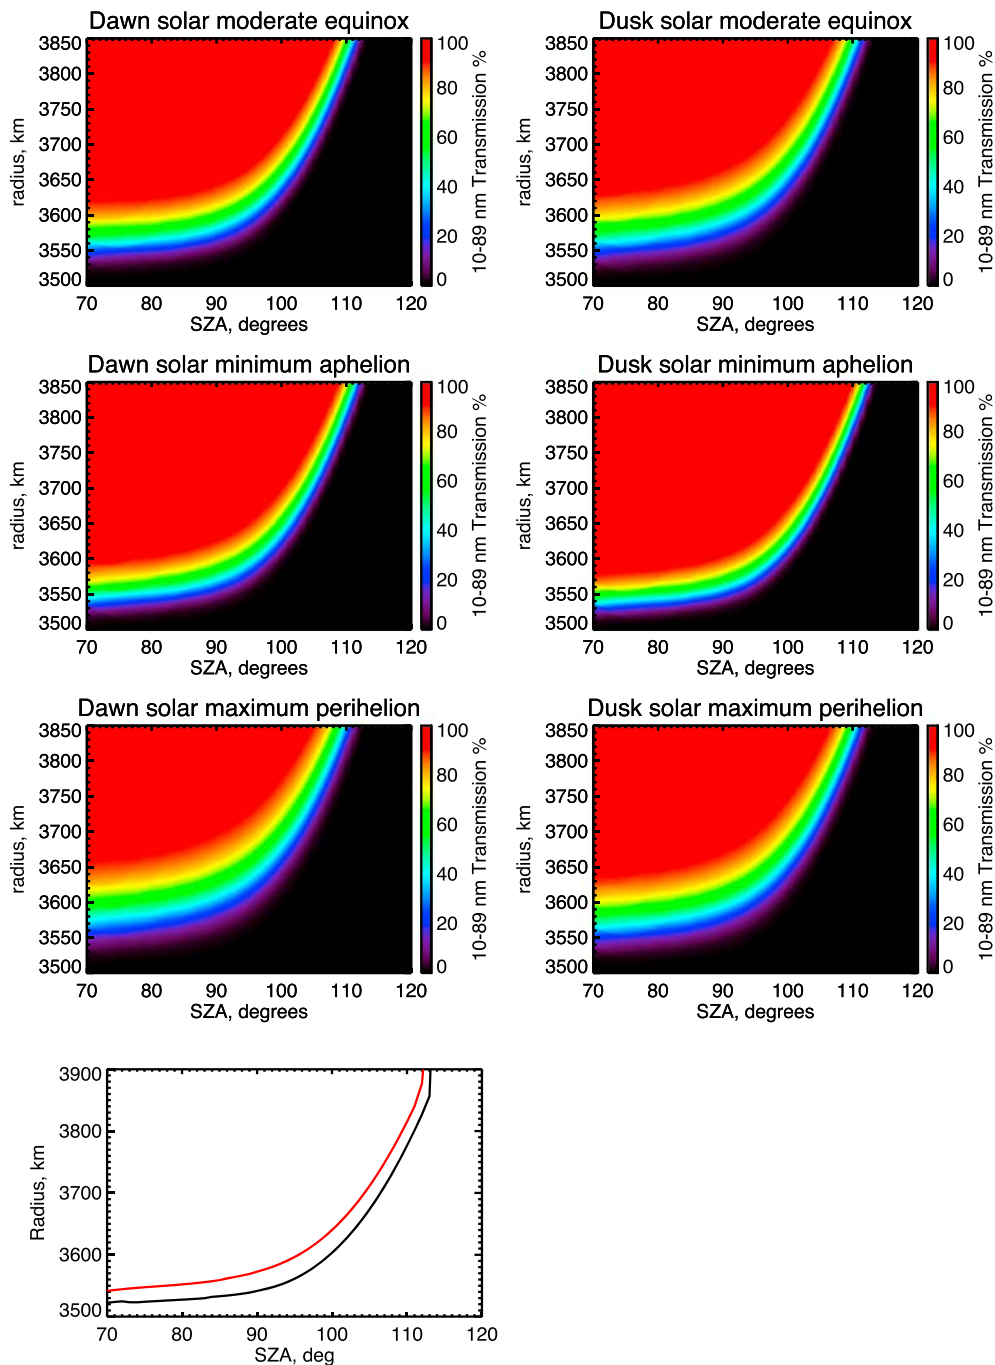 Dawn solar moderate equinox
3850
3800
3750
3700
3650
3600
3550
3500
radius, km
70 80 90 100 110 120
SZA, degrees
100
80
60
40
20
0
10-89 nm Transmission %
Dusk solar moderate equinox
3850
3800
3750
3700
3650
3600
3550
3500
radius, km
70 80 90 100 110 120
SZA, degrees
100
80
60
40
20
0
10-89 nm Transmission %
Dawn solar minimum aphelion
3850
3800
3750
3700
3650
3600
3550
3500
radius, km
70 80 90 100 110 120
SZA, degrees
100
80
60
40
20
0
10-89 nm Transmission %
Dusk solar minimum aphelion
3850
3800
3750
3700
3650
3600
3550
3500
radius, km
70 80 90 100 110 120
SZA, degrees
100
80
60
40
20
0
10-89 nm Transmission %
Dawn solar maximum perihelion
3850
3800
3750
3700
3650
3600
3550
3500
radius, km
70 80 90 100 110 120
SZA, degrees
100
80
60
40
20
0
10-89 nm Transmission %
Dusk solar maximum perihelion
3850
3800
3750
3700
3650
3600
3550
3500
radius, km
70 80 90 100 110 120
SZA, degrees
100
80
60
40
20
0
10-89 nm Transmission %
3900
3800
3700
3600
3500
Radius, km
70 80 90 100 110 120
SZA, deg